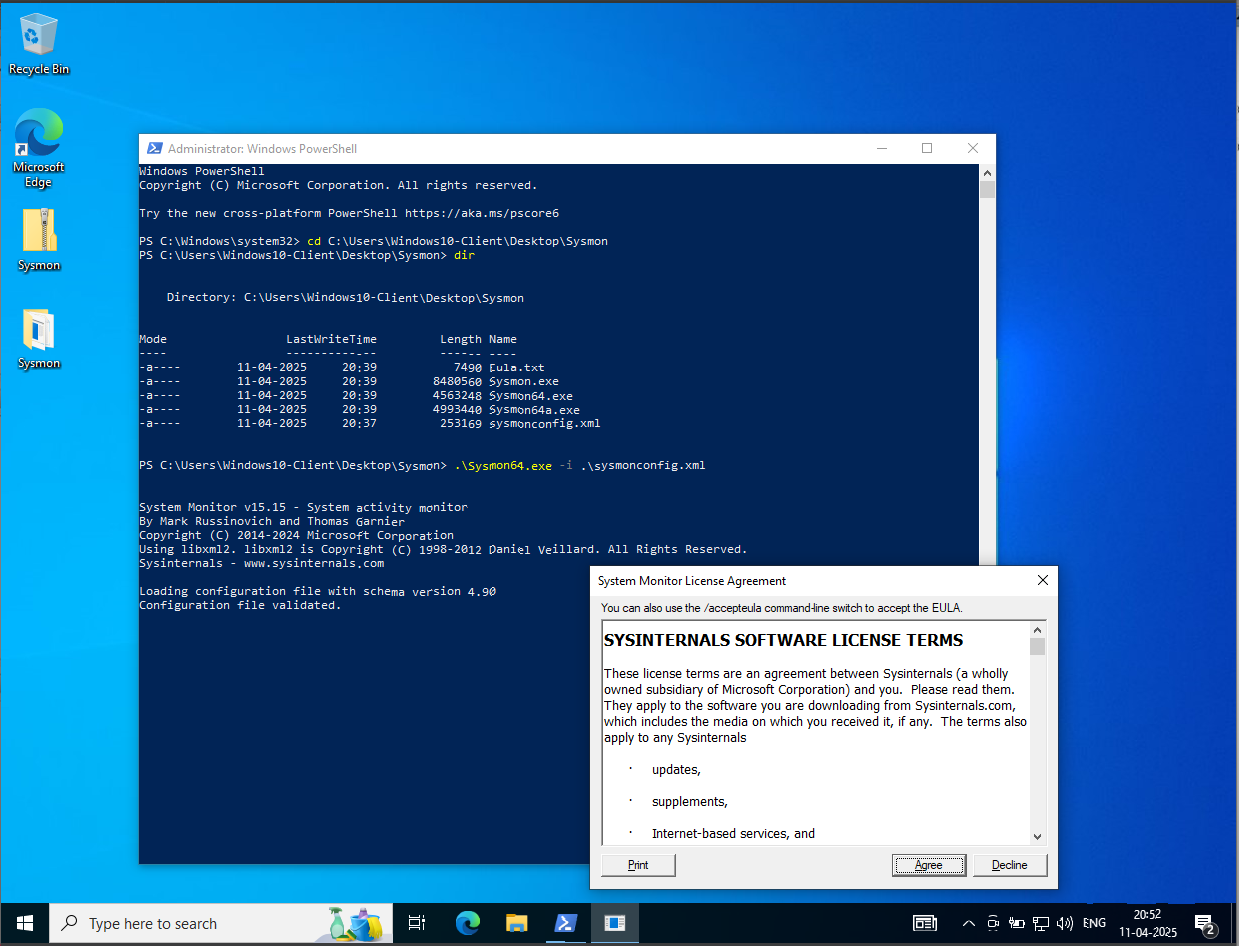 Recycle Bin
Microsoft
Edge
Sysmon
Sysmon
Administrator: Windows PowerShell
Windows PowerShell
Copyright (C) Microsoft Corporation. All rights reserved.
Try the new cross-platform PowerShell https://aka.ms/pscore6
PS C:\Windows\system32> cd C:\Users\Windows10-Client\Desktop\Sysmon
PS C:\Users\Windows10-Client\Desktop\Sysmon> dir
Directory: C:\Users\Windows10-Client\Desktop\Sysmon
Mode LastWriteTime Length Name
---- ------------- ------ ----
-a---- 11-04-2025 20:39 7490 Eula.txt
-a---- 11-04-2025 20:39 8480560 Sysmon.exe
-a---- 11-04-2025 20:39 4563248 Sysmon64.exe
-a---- 11-04-2025 20:39 4993440 Sysmon64a.exe
-a---- 11-04-2025 20:37 253169 sysmonconfig.xml
PS C:\Users\Windows10-Client\Desktop\Sysmon> .\Sysmon64.exe -i .\sysmonconfig.xml
System Monitor v15.15 - System activity monitor
By Mark Russinovich and Thomas Garnier
Copyright (C) 2014-2024 Microsoft Corporation
Using libxml2. libxml2 is Copyright (C) 1998-2012 Daniel Veillard. All Rights Reserved.
Sysinternals - www.sysinternals.com
Loading configuration file with schema version 4.90
Configuration file validated.
System Monitor License Agreement
You can also use the /accepteula command-line switch to accept the EULA.
SYSINTERNALS SOFTWARE LICENSE TERMS
These license terms are an agreement between Sysinternals (a wholly
owned subsidiary of Microsoft Corporation) and you. Please read them.
They apply to the software you are downloading from Sysinternals.com,
which includes the media on which you received it, if any. The terms also
apply to any Sysinternals
· updates,
· supplements,
· Internet-based services, and
Print Agree Decline
Type here to search
ENG
20:52
11-04-2025
2